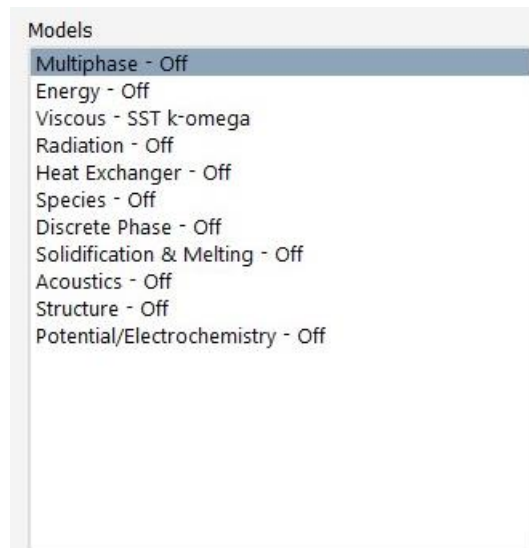 Models
Multiphase - Off
Energy - Off
Viscous - SST k-omega
Radiation - Off
Heat Exchanger - Off
Species - Off
Discrete Phase - Off
Solidification & Melting - Off
Acoustics - Off
Structure - Off
Potential/Electrochemistry - Off